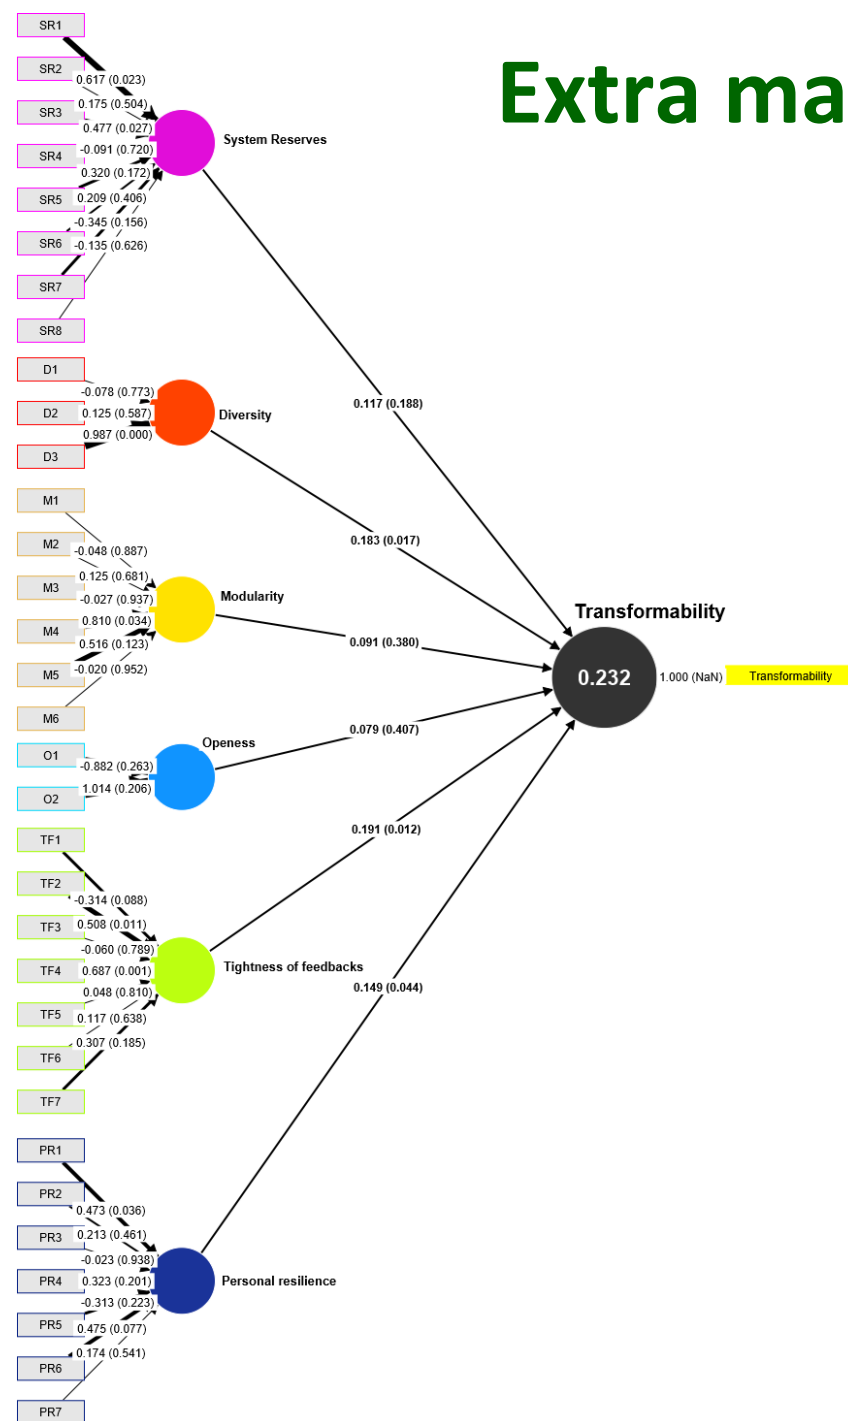 Extra ma
SR1
SR2
0.617 (0.023)
SR3
0.175 (0.504)
0.477 (0.027)
System Reserves
SR4
-0.091 (0.720)
0.320 (0.172)
SR5
0.209 (0.406)
-0.345 (0.156)
SR6
-0.135 (0.626)
SR7
SR8
D1
-0.078 (0.773)
D2
0.125 (0.587)
Diversity
0.987 (0.000)
D3
M1
M2
-0.048 (0.887)
0.125 (0.681)
M3
-0.027 (0.937)
Modularity
M4
0.810 (0.034)
0.516 (0.123)
M5
-0.020 (0.952)
M6
O1
Openess
-0.882 (0.263)
1.014 (0.206)
O2
TF1
TF2
-0.314 (0.088)
TF3
0.508 (0.011)
-0.060 (0.789)
TF4
0.687 (0.001)
Tightness of feedbacks
0.048 (0.810)
TF5
0.117 (0.638)
0.307 (0.185)
TF6
TF7
PR1
PR2
0.473 (0.036)
PR3
0.213 (0.461)
-0.023 (0.938)
PR4
0.323 (0.201)
Personal resilience
-0.313 (0.223)
PR5
0.475 (0.077)
0.174 (0.541)
PR6
PR7
0.117 (0.188)
0.183 (0.017)
0.091 (0.380)
0.079 (0.407)
0.191 (0.012)
0.149 (0.044)
Transformability
0.232
1.000 (NaN)
Transformability